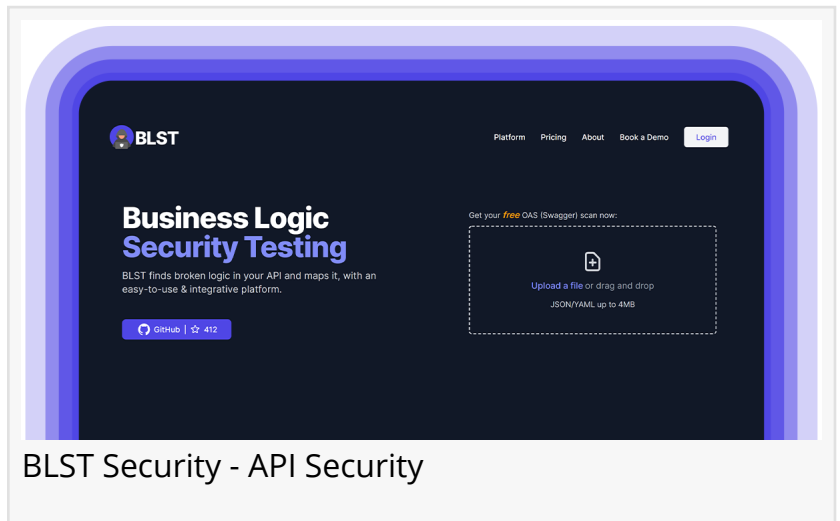 BLST
Platform Pricing About Book a Demo Login
Business Logic
Security Testing
BLST finds broken logic in your API and maps it, with an
easy-to-use & integrative platform.
GitHub | 412
Get your free OAS (Swagger) scan now:
Upload a file or drag and drop
JSON/YAML up to 4MB
BLST Security - API Security